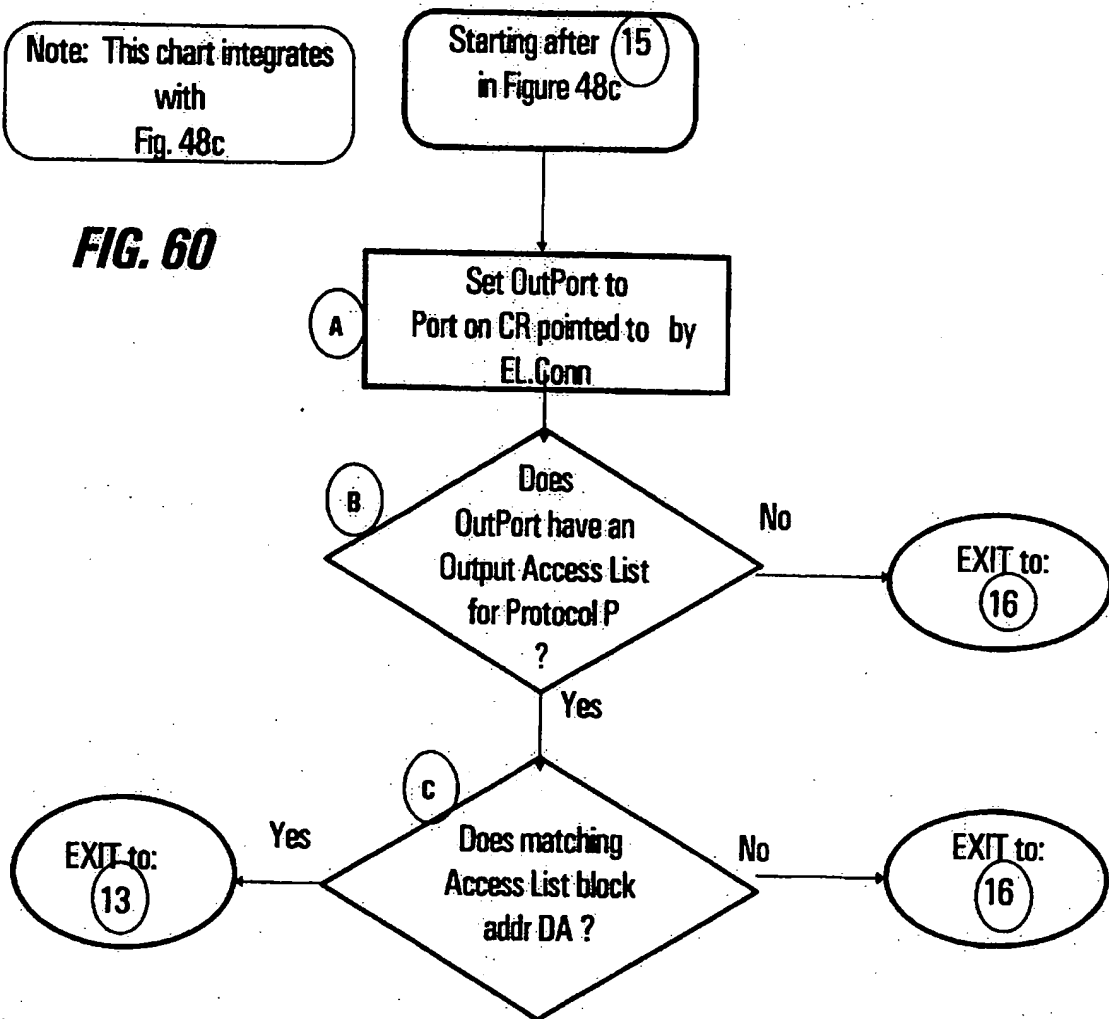 Note: This chart integrates
with
Fig. 48c
Starting after 15
in Figure 48c
FIG. 60
A
Set OutPort to
Port on CR pointed to by
EL.Conn
B
Does
OutPort have an
Output Access List
for Protocol P
?
No
EXIT to:
16
Yes
C
Does matching
Access List block
addr DA ?
Yes
EXIT to:
13
No
EXIT to:
16